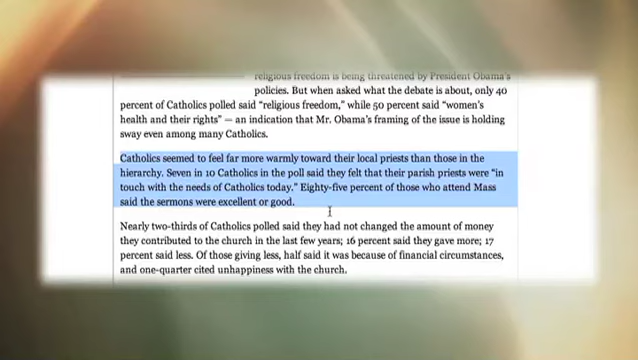 religious freedom is being threatened by President Obama's
policies. But when asked what the debate is about, only 40
percent of Catholics polled said “religious freedom,” while 50 percent said “women's
health and their rights” — an indication that Mr. Obama's framing of the issue is holding
sway even among many Catholics.
Catholics seemed to feel far more warmly toward their local priests than those in the
hierarchy. Seven in 10 Catholics in the poll said they felt that their parish priests were “in
touch with the needs of Catholics today.” Eighty-five percent of those who attend Mass
said the sermons were excellent or good.
Nearly two-thirds of Catholics polled said they had not changed the amount of money
they contributed to the church in the last few years; 16 percent said they gave more; 17
percent said less. Of those giving less, half said it was because of financial circumstances,
and one-quarter cited unhappiness with the church.